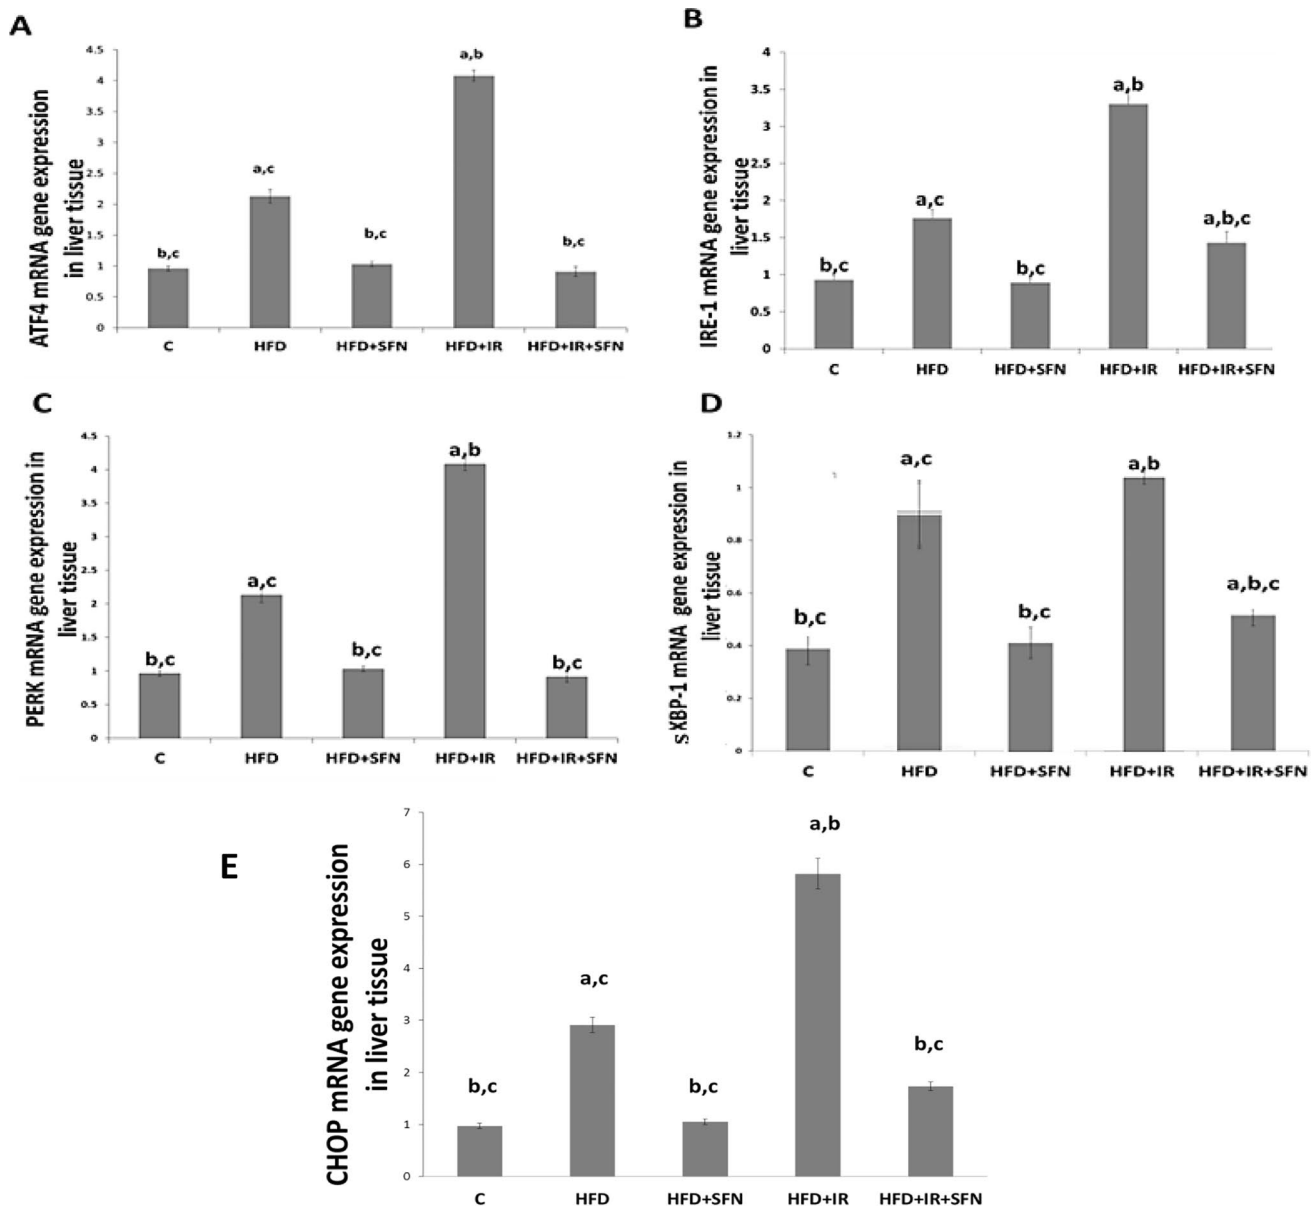 A
ATF4 mRNA gene expression
in liver tissue
4.5
4
3.5
3
2.5
2
1.5
1
0.5
0
b,c
a,c
b,c
a,b
b,c
C HFD HFD+SFN HFD+IR HFD+IR+SFN
B
IRE-1 mRNA gene expression in
liver tissue
4
3.5
3
2.5
2
1.5
1
0.5
0
b,c
a,c
b,c
a,b
a,b,c
C HFD HFD+SFN HFD+IR HFD+IR+SFN
C
PERK mRNA gene expression in
liver tissue
4.5
4
3.5
3
2.5
2
1.5
1
0.5
0
b,c
a,c
b,c
a,b
b,c
C HFD HFD+SFN HFD+IR HFD+IR+SFN
D
sXBP-1 mRNA gene expression in
liver tissue
1.2
1
0.8
0.6
0.4
0.2
0
b,c
a,c
b,c
a,b
a,b,c
C HFD HFD+SFN HFD+IR HFD+IR+SFN
E
CHOP mRNA gene expression
in liver tissue
7
6
5
4
3
2
1
0
b,c
a,c
b,c
a,b
b,c
C HFD HFD+SFN HFD+IR HFD+IR+SFN